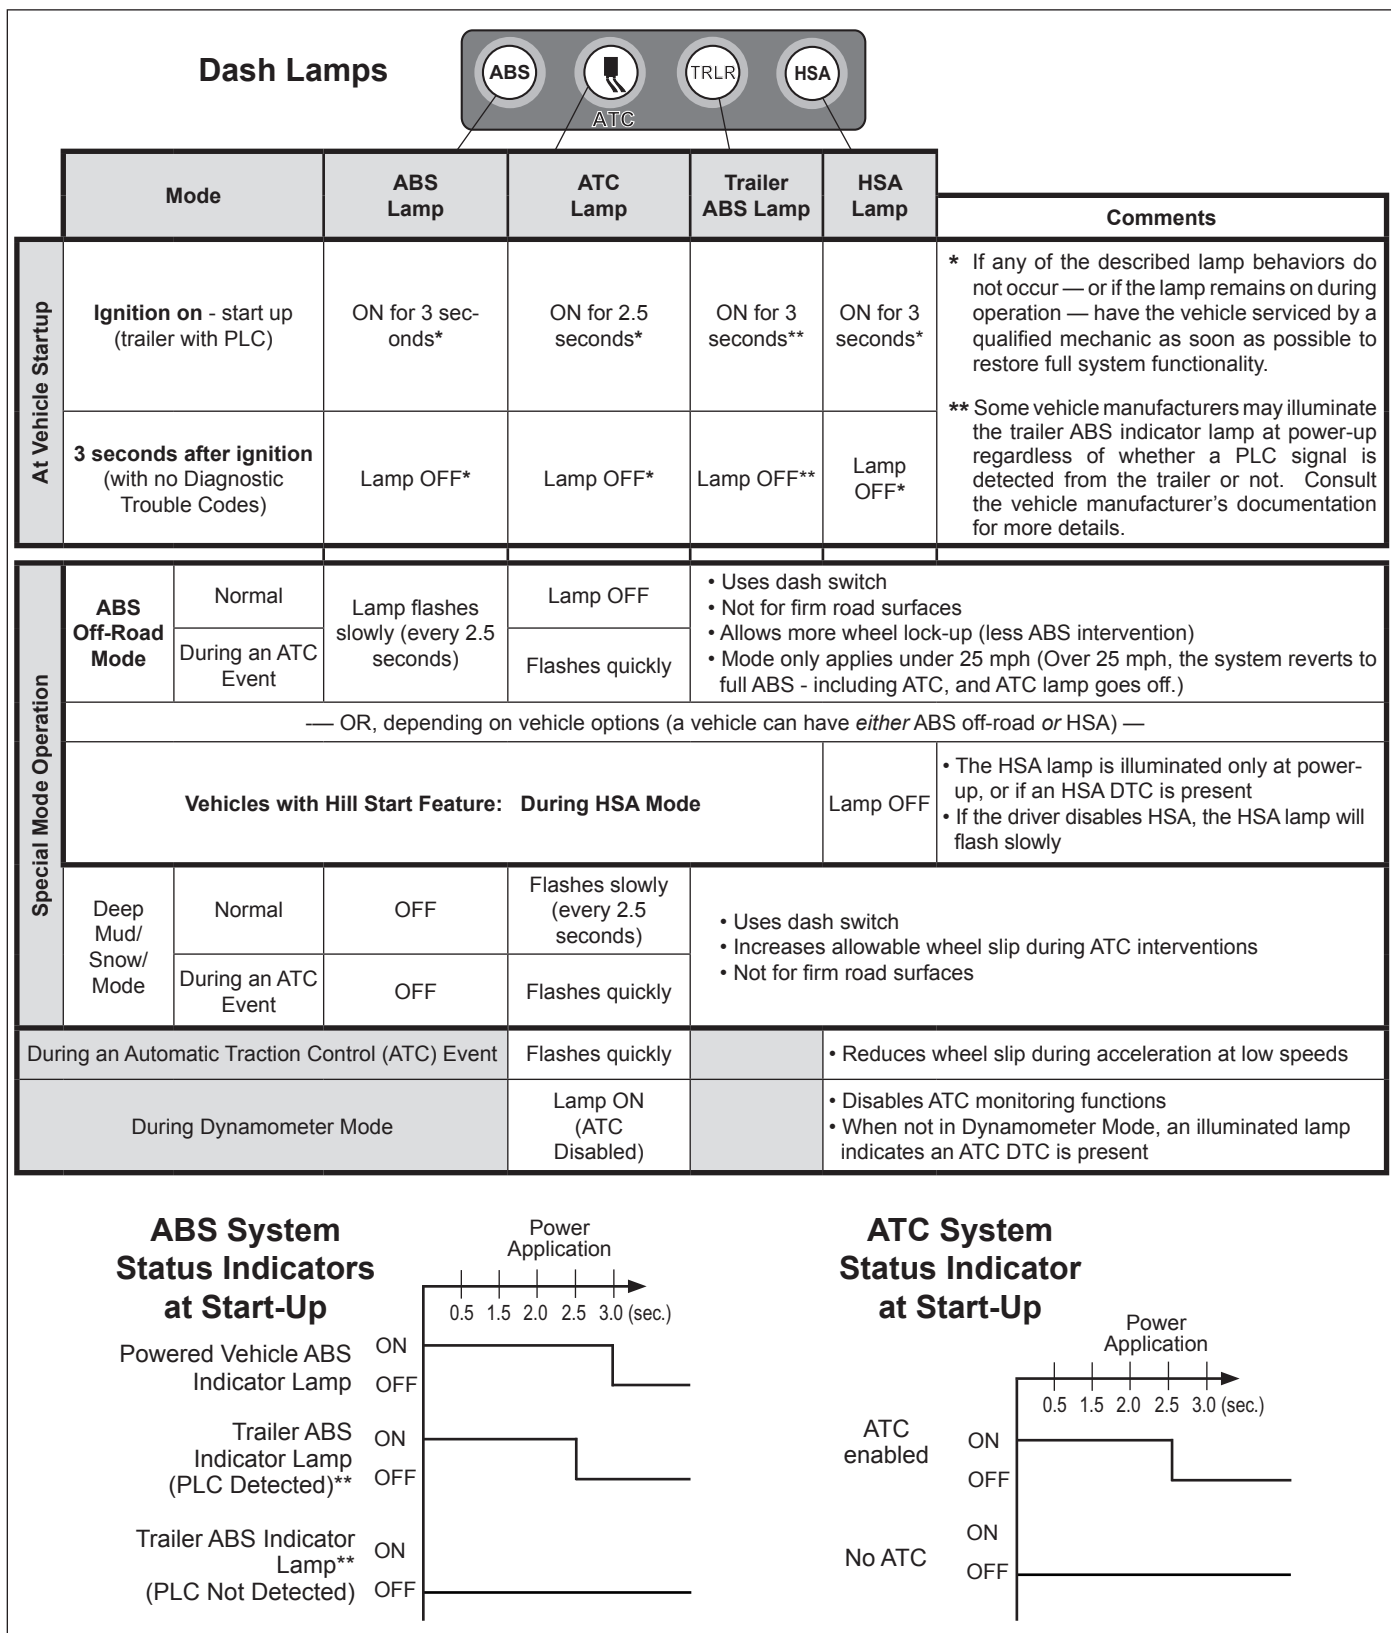 Dash Lamps
ABS
TRLR
HSA
ATC
Mode
ABS
Lamp
ATC
Lamp
Trailer
ABS Lamp
HSA
Lamp
Comments
At Vehicle Startup
Ignition on - start up
(trailer with PLC)
ON for 3 sec-
onds*
ON for 2.5
seconds*
ON for 3
seconds**
ON for 3
seconds*
* If any of the described lamp behaviors do
not occur — or if the lamp remains on during
operation — have the vehicle serviced by a
qualified mechanic as soon as possible to
restore full system functionality.
** Some vehicle manufacturers may illuminate
the trailer ABS indicator lamp at power-up
regardless of whether a PLC signal is
detected from the trailer or not. Consult
the vehicle manufacturer's documentation
for more details.
3 seconds after ignition
(with no Diagnostic
Trouble Codes)
Lamp OFF*
Lamp OFF*
Lamp OFF**
Lamp
OFF*
Special Mode Operation
ABS
Off-Road
Mode
Normal
Lamp flashes
slowly (every 2.5
seconds)
Lamp OFF
During an ATC
Event
Flashes quickly
• Uses dash switch
• Not for firm road surfaces
• Allows more wheel lock-up (less ABS intervention)
• Mode only applies under 25 mph (Over 25 mph, the system reverts to
full ABS - including ATC, and ATC lamp goes off.)
-— OR, depending on vehicle options (a vehicle can have either ABS off-road or HSA) —
Vehicles with Hill Start Feature: During HSA Mode
Lamp OFF
• The HSA lamp is illuminated only at power-
up, or if an HSA DTC is present
• If the driver disables HSA, the HSA lamp will
flash slowly
Deep
Mud/
Snow/
Mode
Normal
OFF
Flashes slowly
(every 2.5
seconds)
During an ATC
Event
OFF
Flashes quickly
• Uses dash switch
• Increases allowable wheel slip during ATC interventions
• Not for firm road surfaces
During an Automatic Traction Control (ATC) Event
Flashes quickly
• Reduces wheel slip during acceleration at low speeds
During Dynamometer Mode
Lamp ON
(ATC
Disabled)
• Disables ATC monitoring functions
• When not in Dynamometer Mode, an illuminated lamp
indicates an ATC DTC is present
ABS System
Status Indicators
at Start-Up
Power
Application
0.5 1.5 2.0 2.5 3.0 (sec.)
Powered Vehicle ABS
Indicator Lamp
ON
OFF
Trailer ABS
Indicator Lamp
(PLC Detected)**
ON
OFF
Trailer ABS Indicator
Lamp**
(PLC Not Detected)
ON
OFF
ATC System
Status Indicator
at Start-Up
Power
Application
0.5 1.5 2.0 2.5 3.0 (sec.)
ATC
enabled
ON
OFF
No ATC
ON
OFF